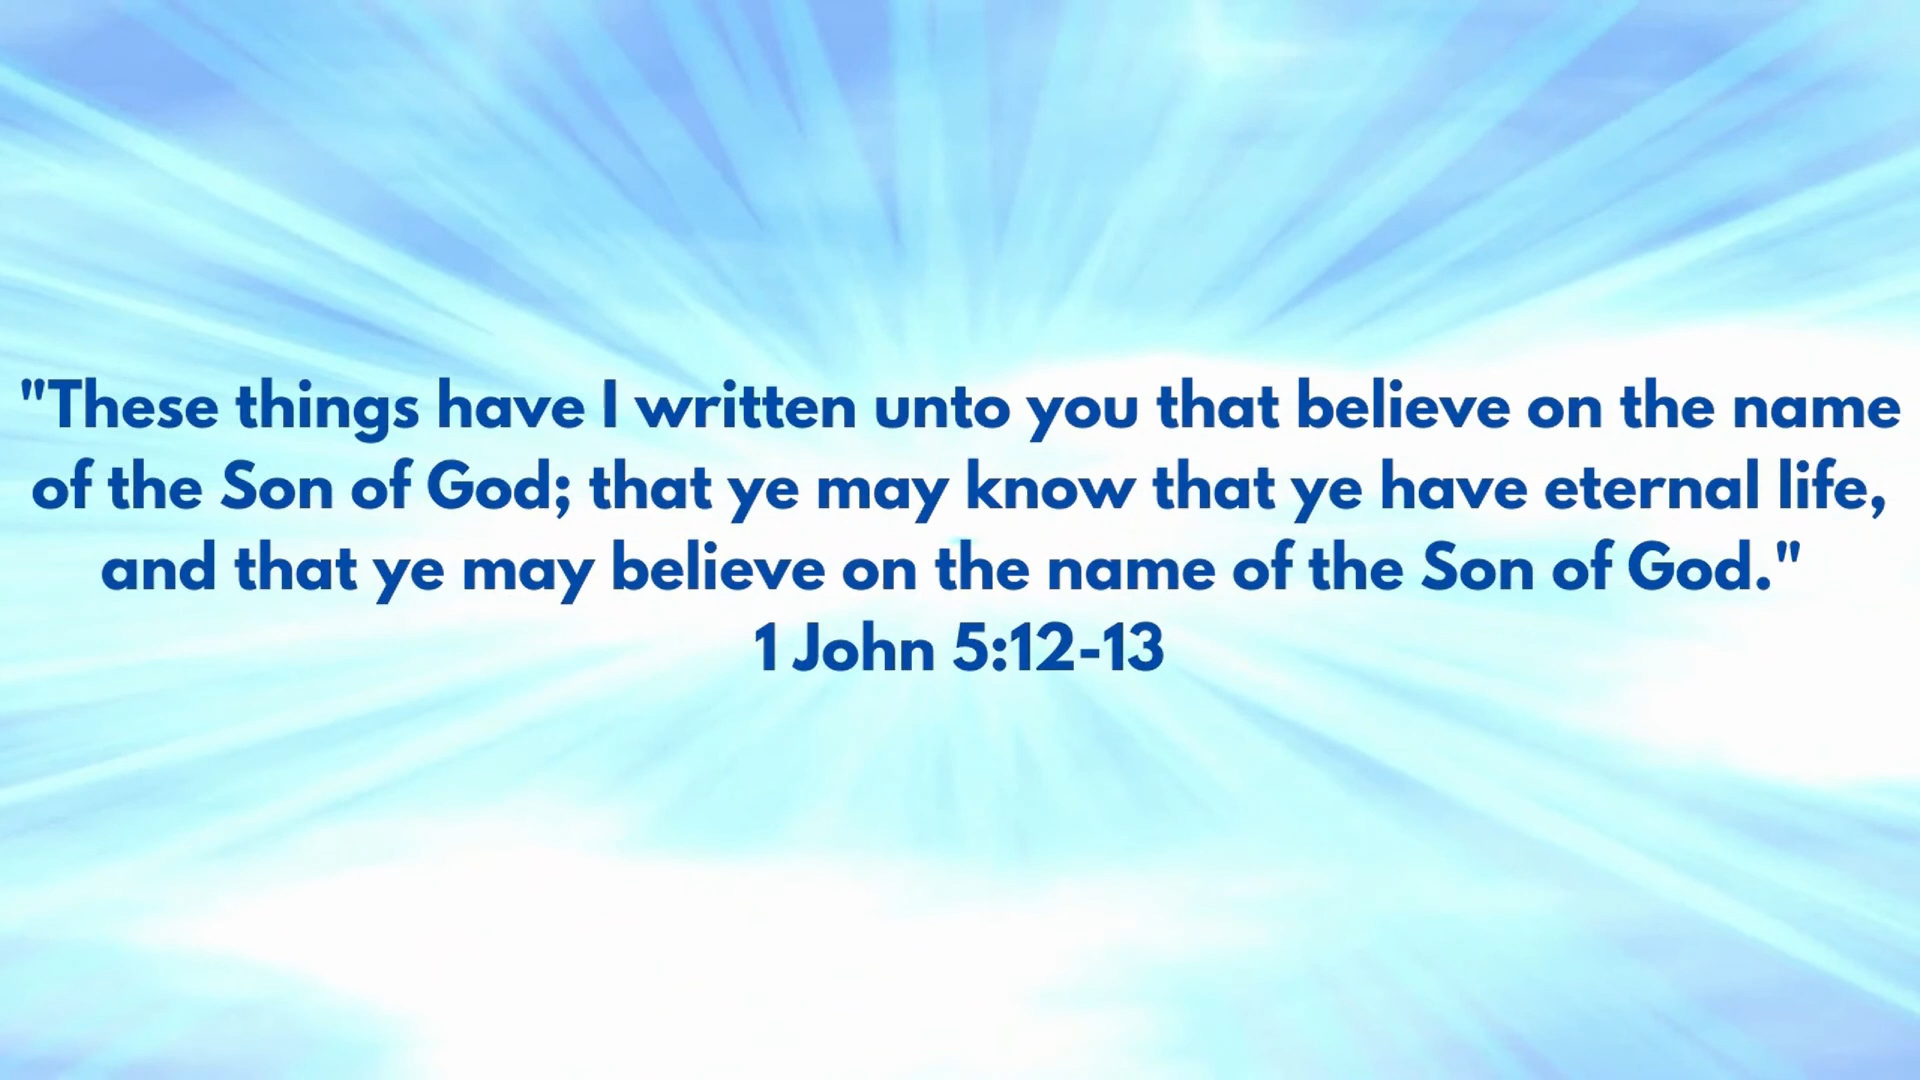 "These things have I written unto you that believe on the name
of the Son of God; that ye may know that ye have eternal life,
and that ye may believe on the name of the Son of God."
1 John 5:12-13